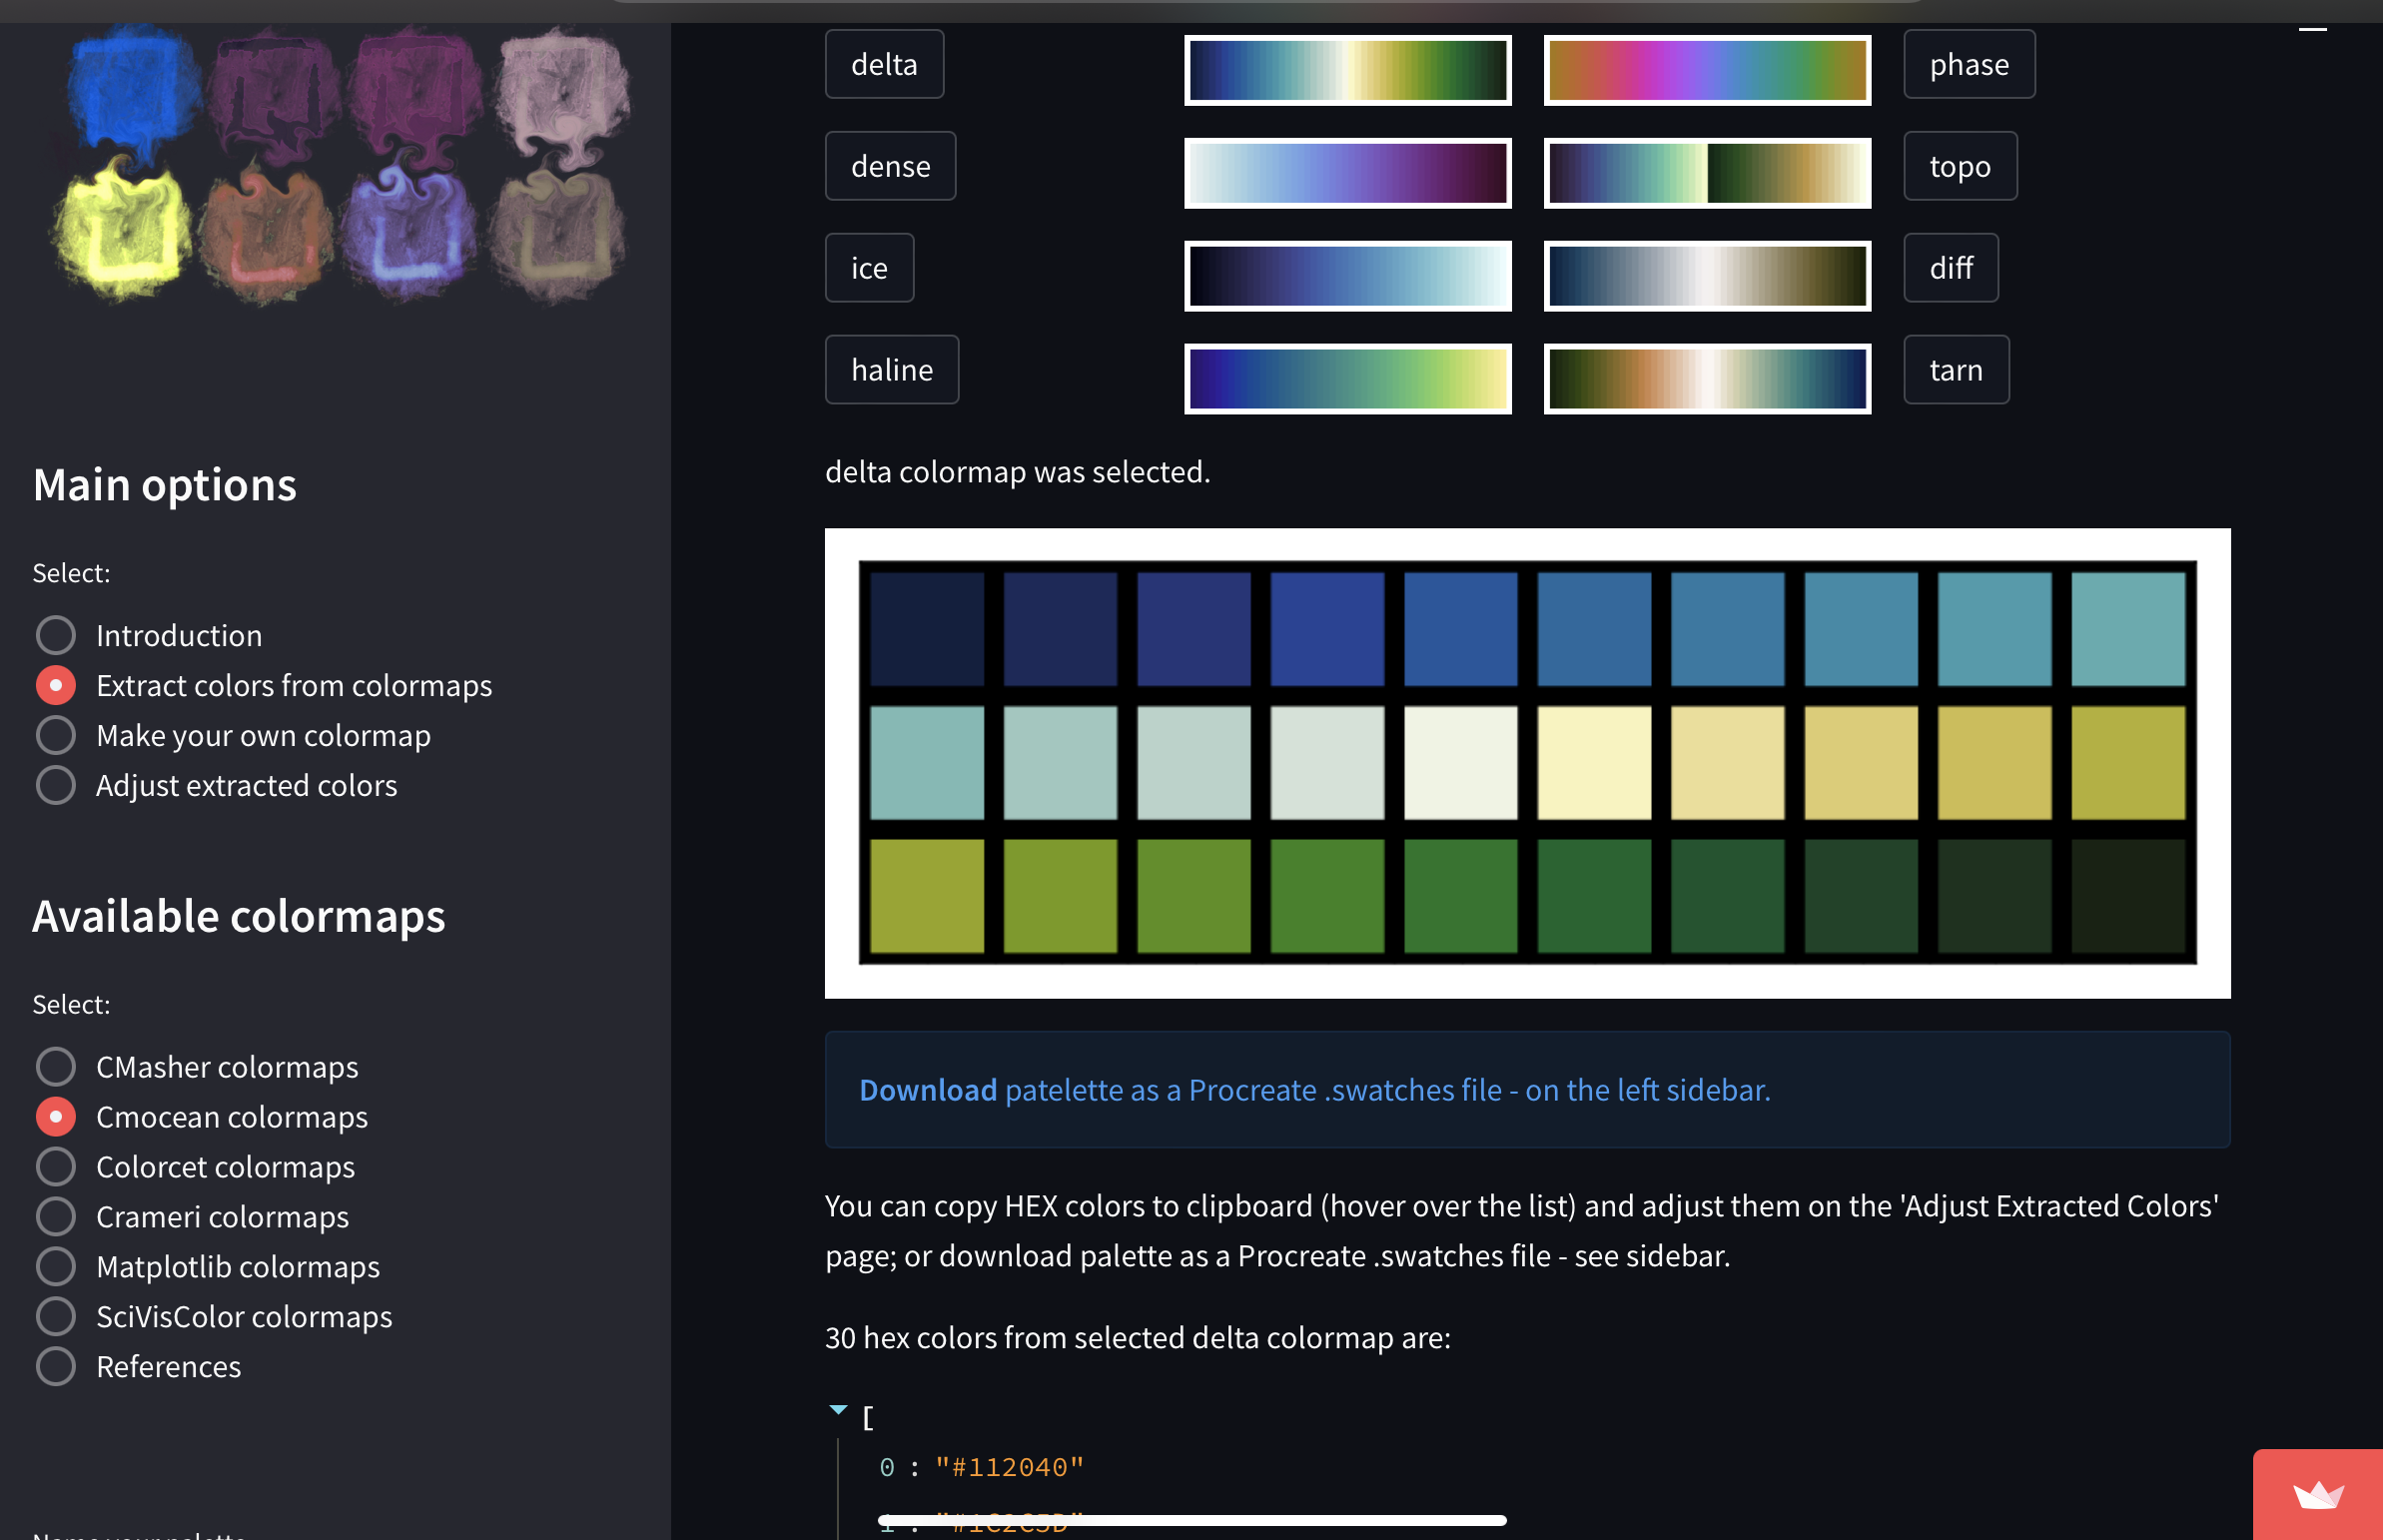 delta
phase
dense
topo
ice
diff
haline
tarn
delta colormap was selected.
Main options
Select:
Introduction
Extract colors from colormaps
Make your own colormap
Adjust extracted colors
Available colormaps
Select:
CMasher colormaps
Cmocean colormaps
Colorcet colormaps
Crameri colormaps
Matplotlib colormaps
SciVisColor colormaps
References
Download patelette as a Procreate .swatches file - on the left sidebar.
You can copy HEX colors to clipboard (hover over the list) and adjust them on the 'Adjust Extracted Colors'
page; or download palette as a Procreate .swatches file - see sidebar.
30 hex colors from selected delta colormap are:
[
0 : "#112040"